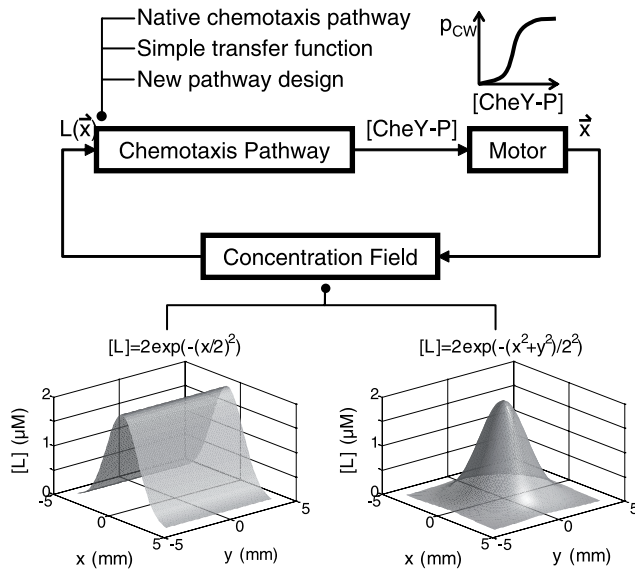 Native chemotaxis pathway
Simple transfer function
New pathway design
p_CW
[CheY-P]
L(x⃗)
[CheY-P]
x⃗
Chemotaxis Pathway
Motor
Concentration Field
[L]=2exp(-(x/2)²)
[L]=2exp(-(x²+y²)/2²)
2
1
0
[L] (μM)
-5
0
5
x (mm)
-5
0
5
y (mm)
2
1
0
[L] (μM)
-5
0
5
x (mm)
-5
0
5
y (mm)